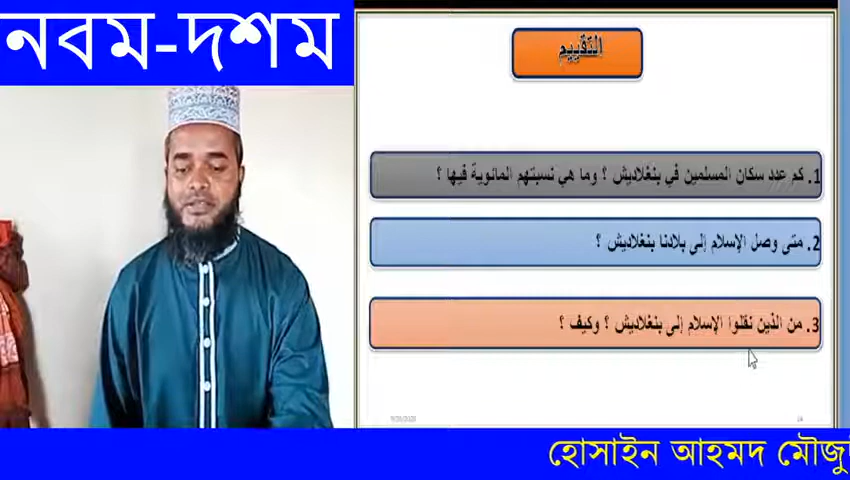 নবম-দশম
التقييم
1. كم عدد سكان المسلمين في بنغلاديش ؟ وما هي نسبتهم المائوية فيها ؟
2. متى وصل الإسلام إلى بلادنا بنغلاديش ؟
3. من الذين نقلوا الإسلام إلى بنغلاديش ؟ وكيف ؟
হোসাইন আহমদ